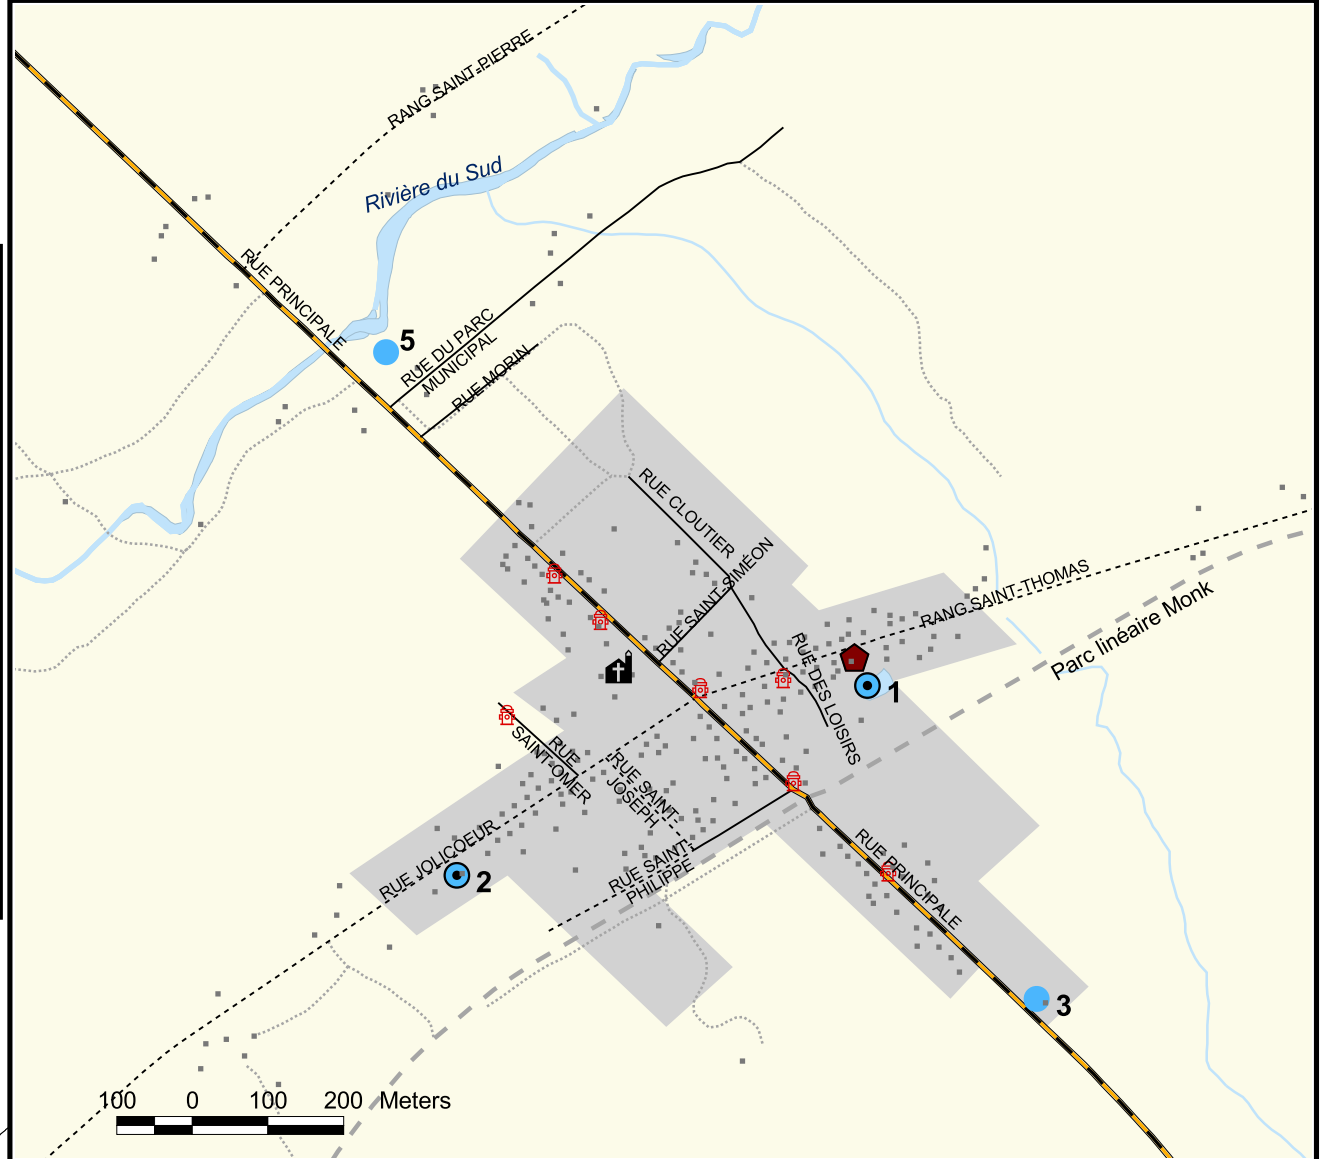 RANG SAINT-PIERRE
Rivière du Sud
RUE PRINCIPALE
5
RUE DU PARC
MUNICIPAL
RUE MORIN
RUE CLOUTIER
RUE SAINT-SIMÉON
RANG SAINT-THOMAS
Parc linéaire Monk
RUE DES LOISIRS
1
RUE
SAINT-OMER
RUE SAINT-
JOSEPH
RUE JOLICOEUR
2
RUE SAINT-
PHILIPPE
RUE PRINCIPALE
3
100 0 100 200 Meters